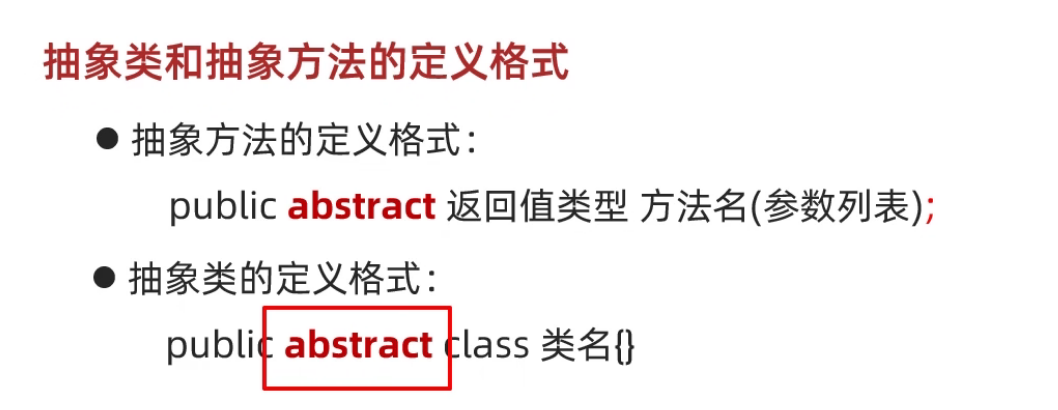 抽象类和抽象方法的定义格式
● 抽象方法的定义格式：
public abstract 返回值类型 方法名(参数列表);
● 抽象类的定义格式：
public abstract class 类名{}